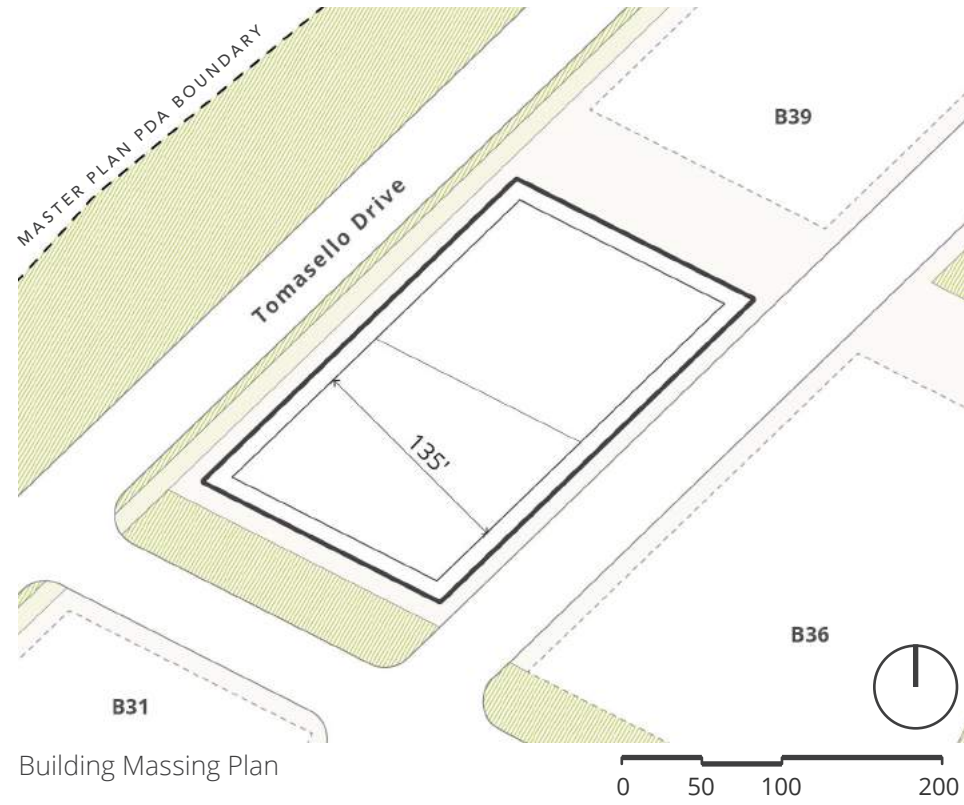 MASTER PLAN PDA BOUNDARY
B39
Tomasello Drive
135'
B36
B31
Building Massing Plan
0 50 100 200